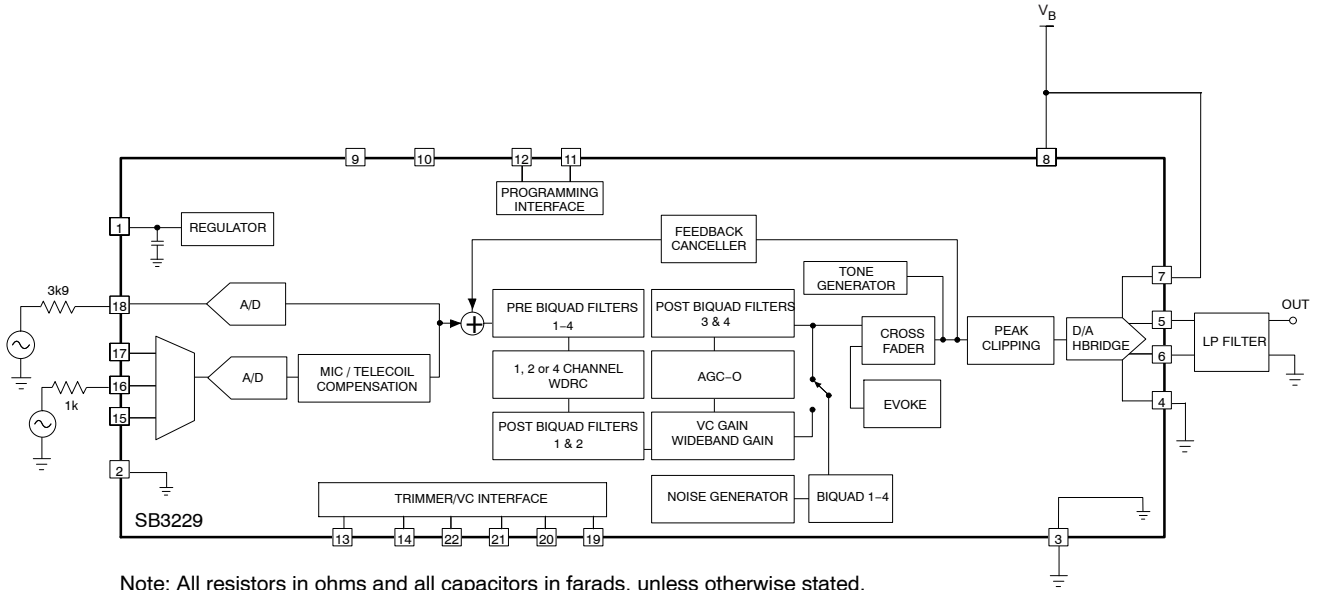 VB
9
10
12
11
8
PROGRAMMING
INTERFACE
1
REGULATOR
FEEDBACK
CANCELLER
TONE
GENERATOR
7
3k9
18
A/D
PRE BIQUAD FILTERS
1–4
POST BIQUAD FILTERS
3 & 4
CROSS
FADER
PEAK
CLIPPING
D/A
HBRIDGE
5
6
LP FILTER
OUT
17
16
15
1k
A/D
MIC / TELECOIL
COMPENSATION
1, 2 or 4 CHANNEL
WDRC
AGC–O
EVOKE
4
POST BIQUAD FILTERS
1 & 2
VC GAIN
WIDEBAND GAIN
2
TRIMMER/VC INTERFACE
NOISE GENERATOR
BIQUAD 1–4
SB3229
13
14
22
21
20
19
3
Note: All resistors in ohms and all capacitors in farads, unless otherwise stated.